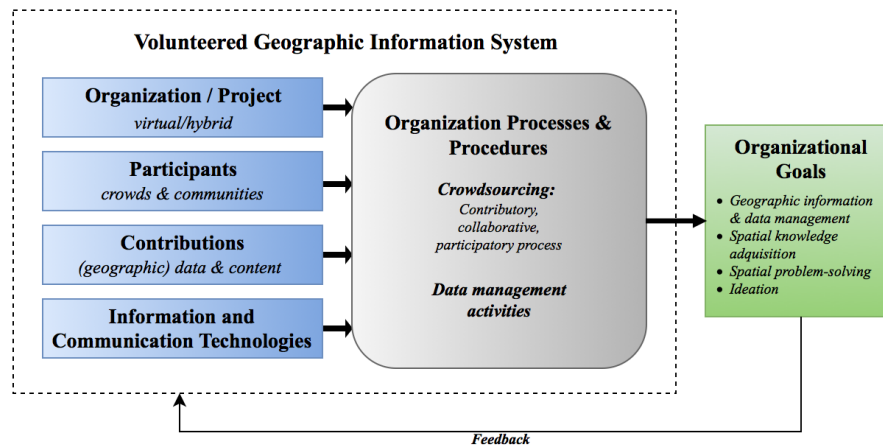 Volunteered Geographic Information System
Organization / Project
virtual/hybrid
Participants
crowds & communities
Contributions
(geographic) data & content
Information and
Communication Technologies
Organization Processes &
Procedures
Crowdsourcing:
Contributory,
collaborative,
participatory process
Data management
activities
Organizational
Goals
• Geographic information
& data management
• Spatial knowledge
adquisition
• Spatial problem-solving
• Ideation
Feedback